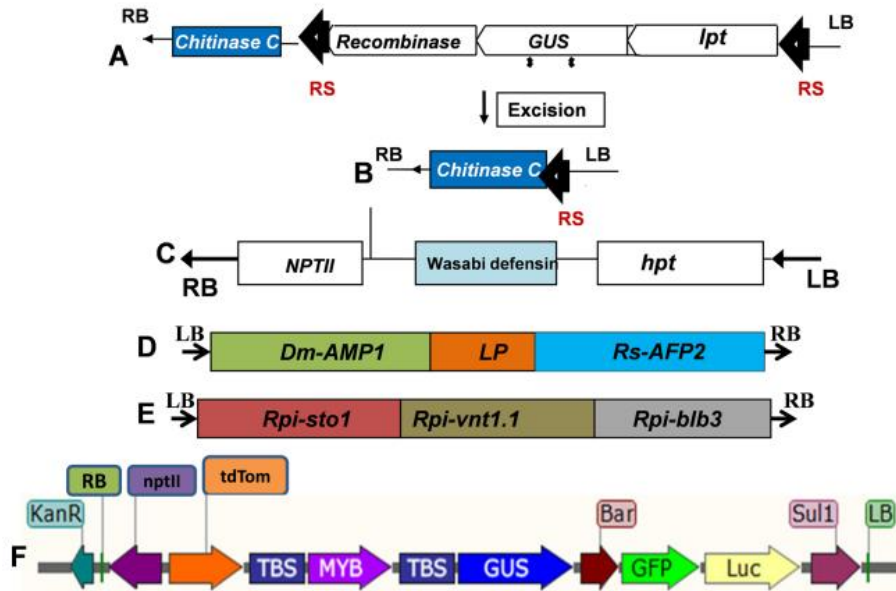 RB Chitinase C Recombinase GUS lpt LB
A
RS RS
Excision
RB LB
B Chitinase C
RS
C NPTII Wasabi defensin hpt
RB LB
LB RB
D Dm-AMP1 LP Rs-AFP2
LB RB
E Rpi-sto1 Rpi-vnt1.1 Rpi-blb3
RB nptII tdTom
KanR Bar Sul1 LB
F TBS MYB TBS GUS GFP Luc